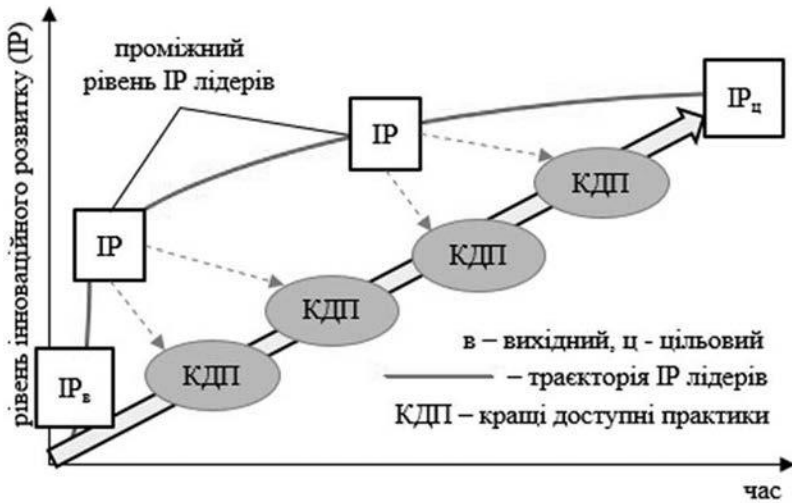 рівень інноваційного розвитку (ІР)
проміжний
рівень ІР лідерів
ІР
ІРц
КДП
ІР
КДП
КДП
в – вихідний, ц - цільовий
КДП
ІРв
– траєкторія ІР лідерів
КДП – кращі доступні практики
час